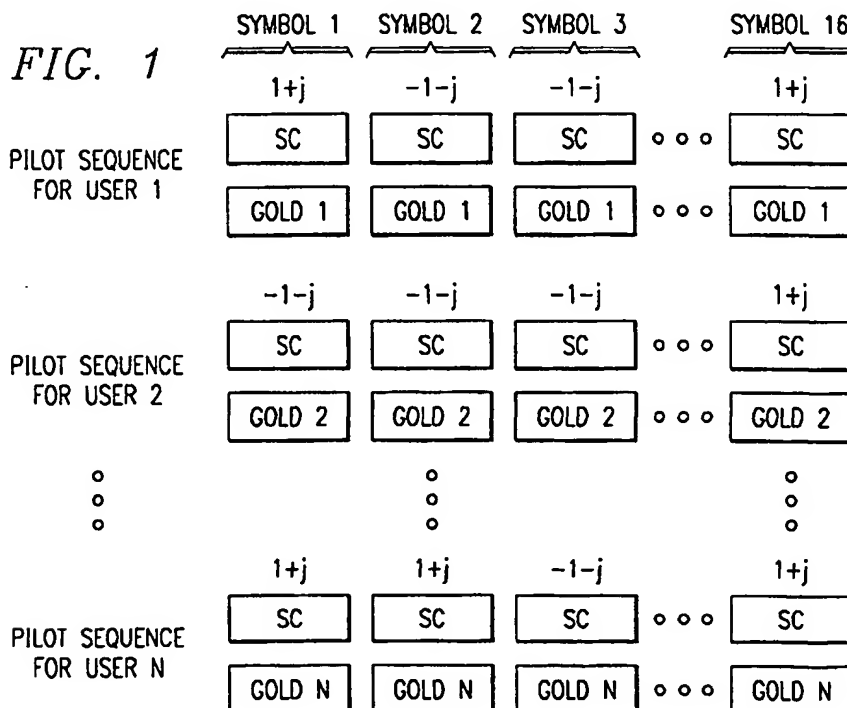 FIG. 1
SYMBOL 1 SYMBOL 2 SYMBOL 3 SYMBOL 16
1+j -1-j -1-j 1+j
PILOT SEQUENCE
FOR USER 1
SC SC SC SC
GOLD 1 GOLD 1 GOLD 1 GOLD 1
-1-j -1-j -1-j 1+j
PILOT SEQUENCE
FOR USER 2
SC SC SC SC
GOLD 2 GOLD 2 GOLD 2 GOLD 2
1+j 1+j -1-j 1+j
PILOT SEQUENCE
FOR USER N
SC SC SC SC
GOLD N GOLD N GOLD N GOLD N